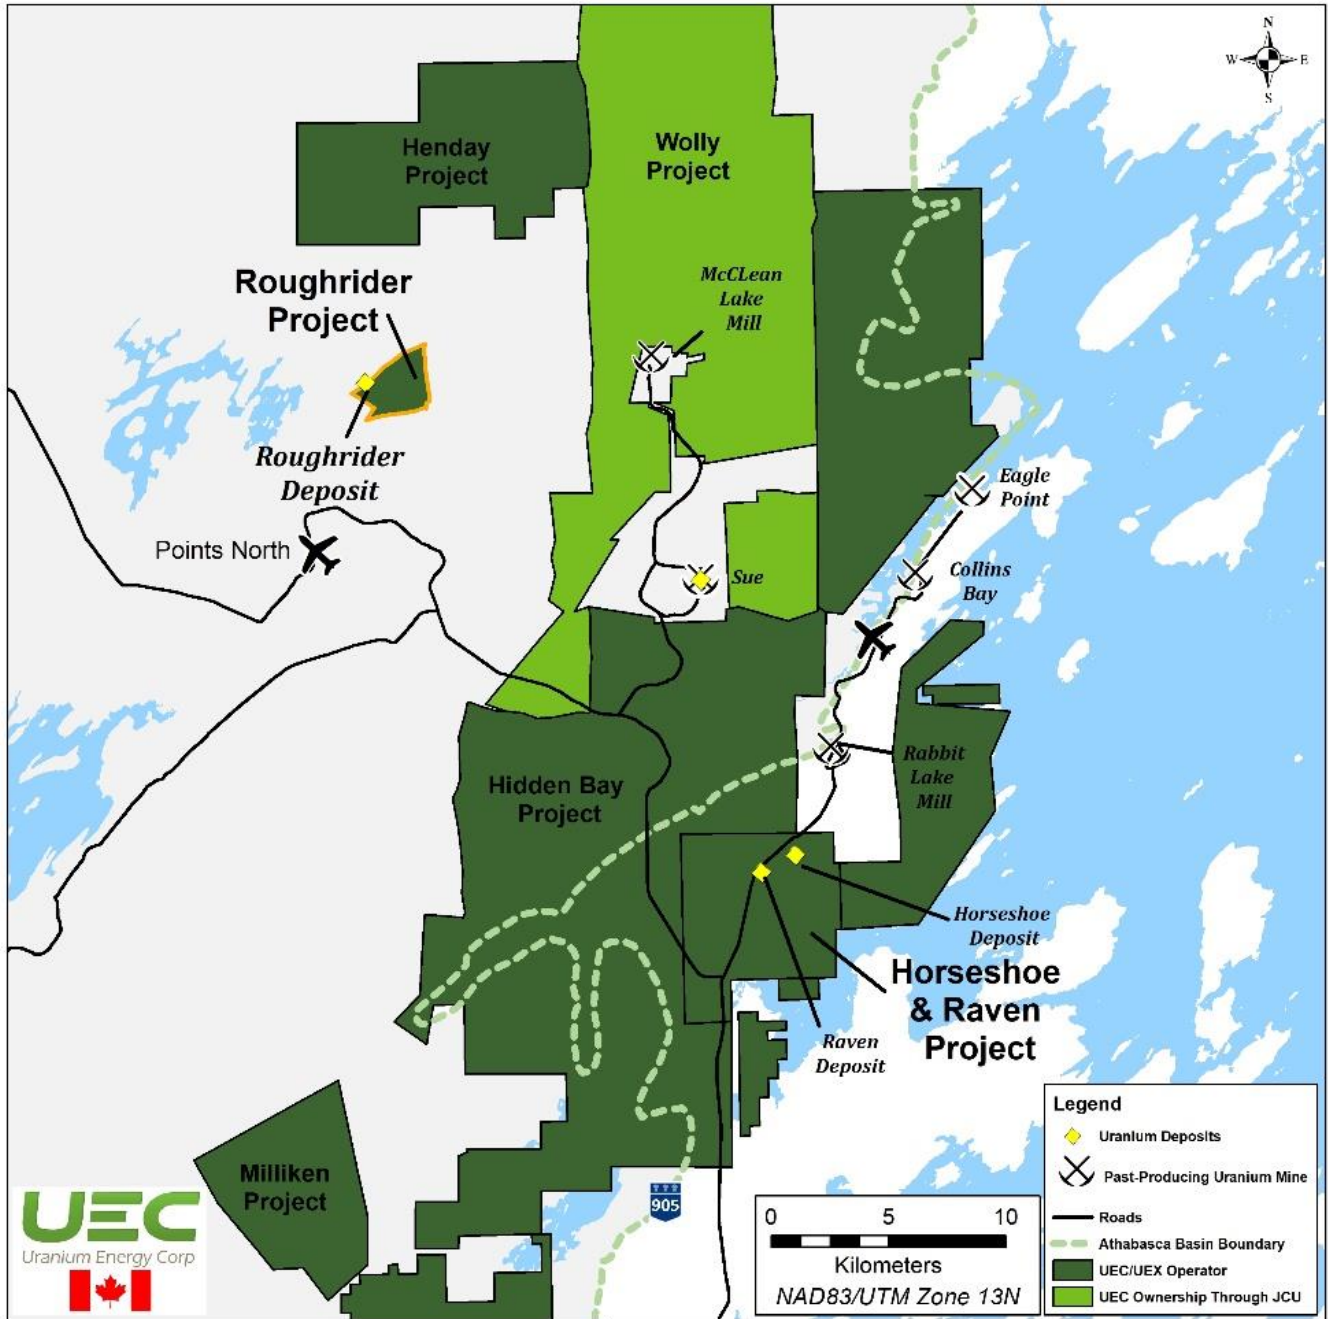 N
W
E
S
Henday
Project
Wolly
Project
Roughrider
Project
McCLean
Lake
Mill
Roughrider
Deposit
Points North
Eagle
Point
Sue
Collins
Bay
Rabbit
Lake
Mill
Hidden Bay
Project
Horseshoe
Deposit
Horseshoe
& Raven
Project
Raven
Deposit
Milliken
Project
905
UEC
Uranium Energy Corp
0 5 10
Kilometers
NAD83/UTM Zone 13N
Legend
Uranium Deposits
Past-Producing Uranium Mine
Roads
Athabasca Basin Boundary
UEC/UEX Operator
UEC Ownership Through JCU